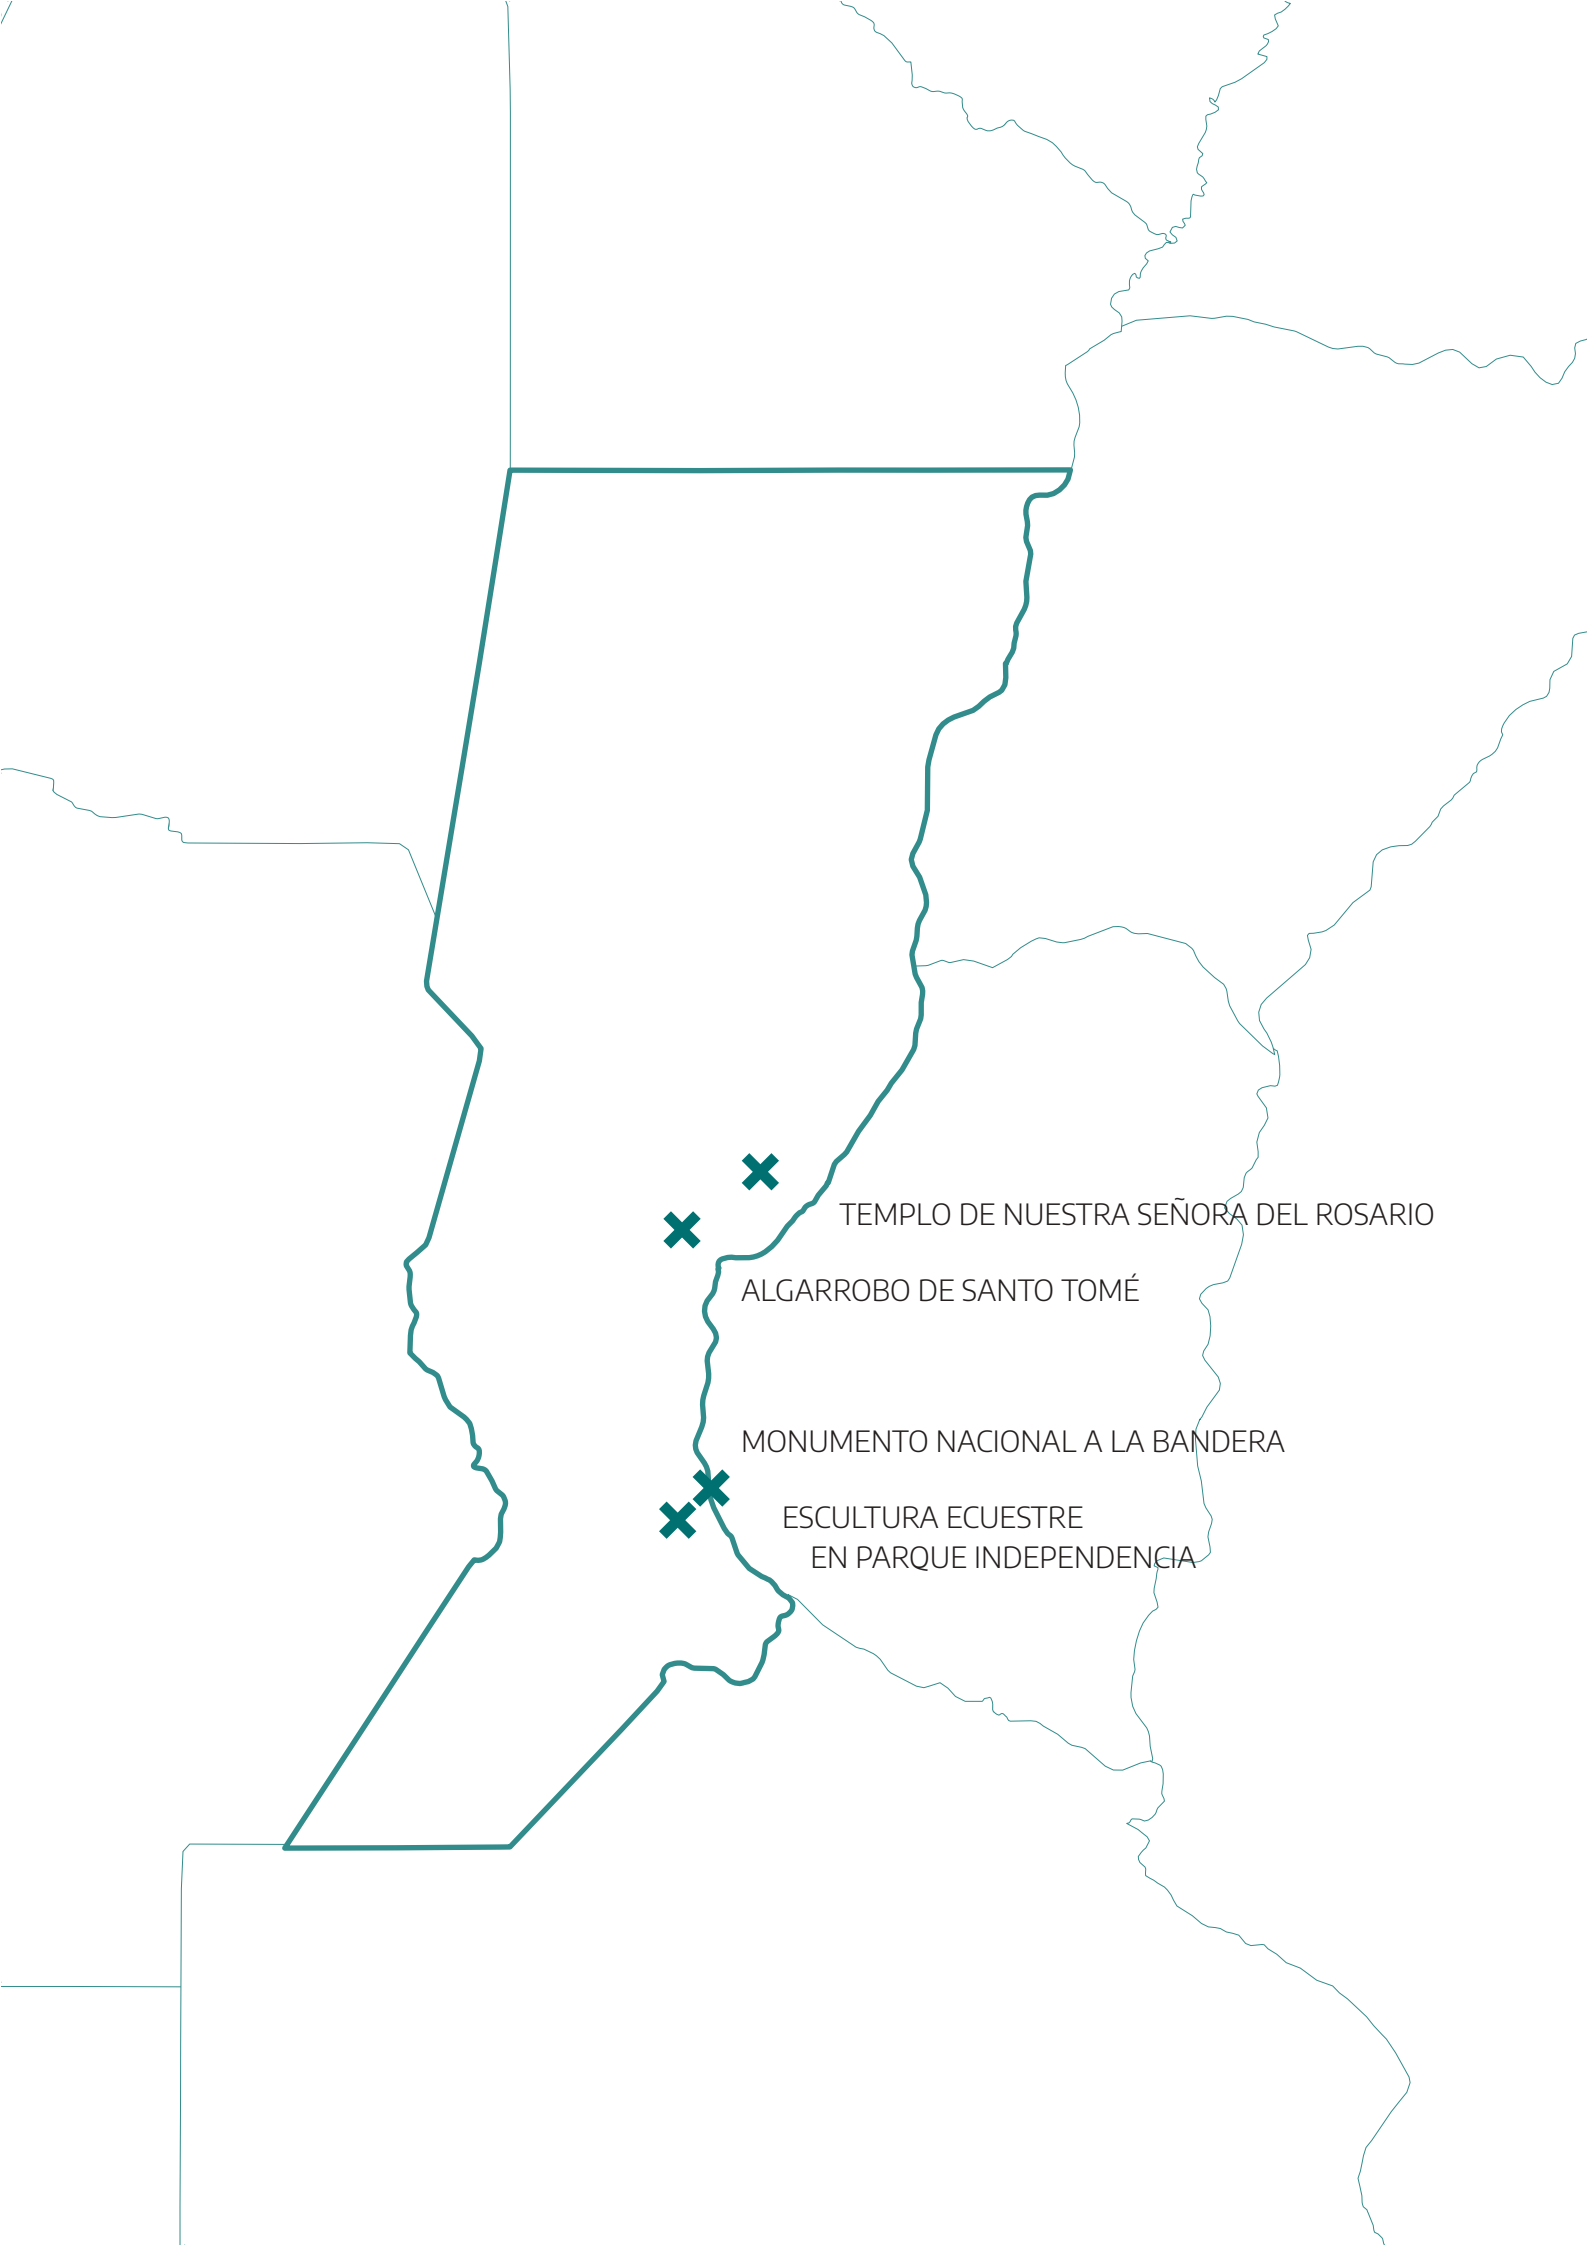 TEMPLO DE NUESTRA SEÑORA DEL ROSARIO
ALGARROBO DE SANTO TOMÉ
MONUMENTO NACIONAL A LA BANDERA
ESCULTURA ECUESTRE
EN PARQUE INDEPENDENCIA